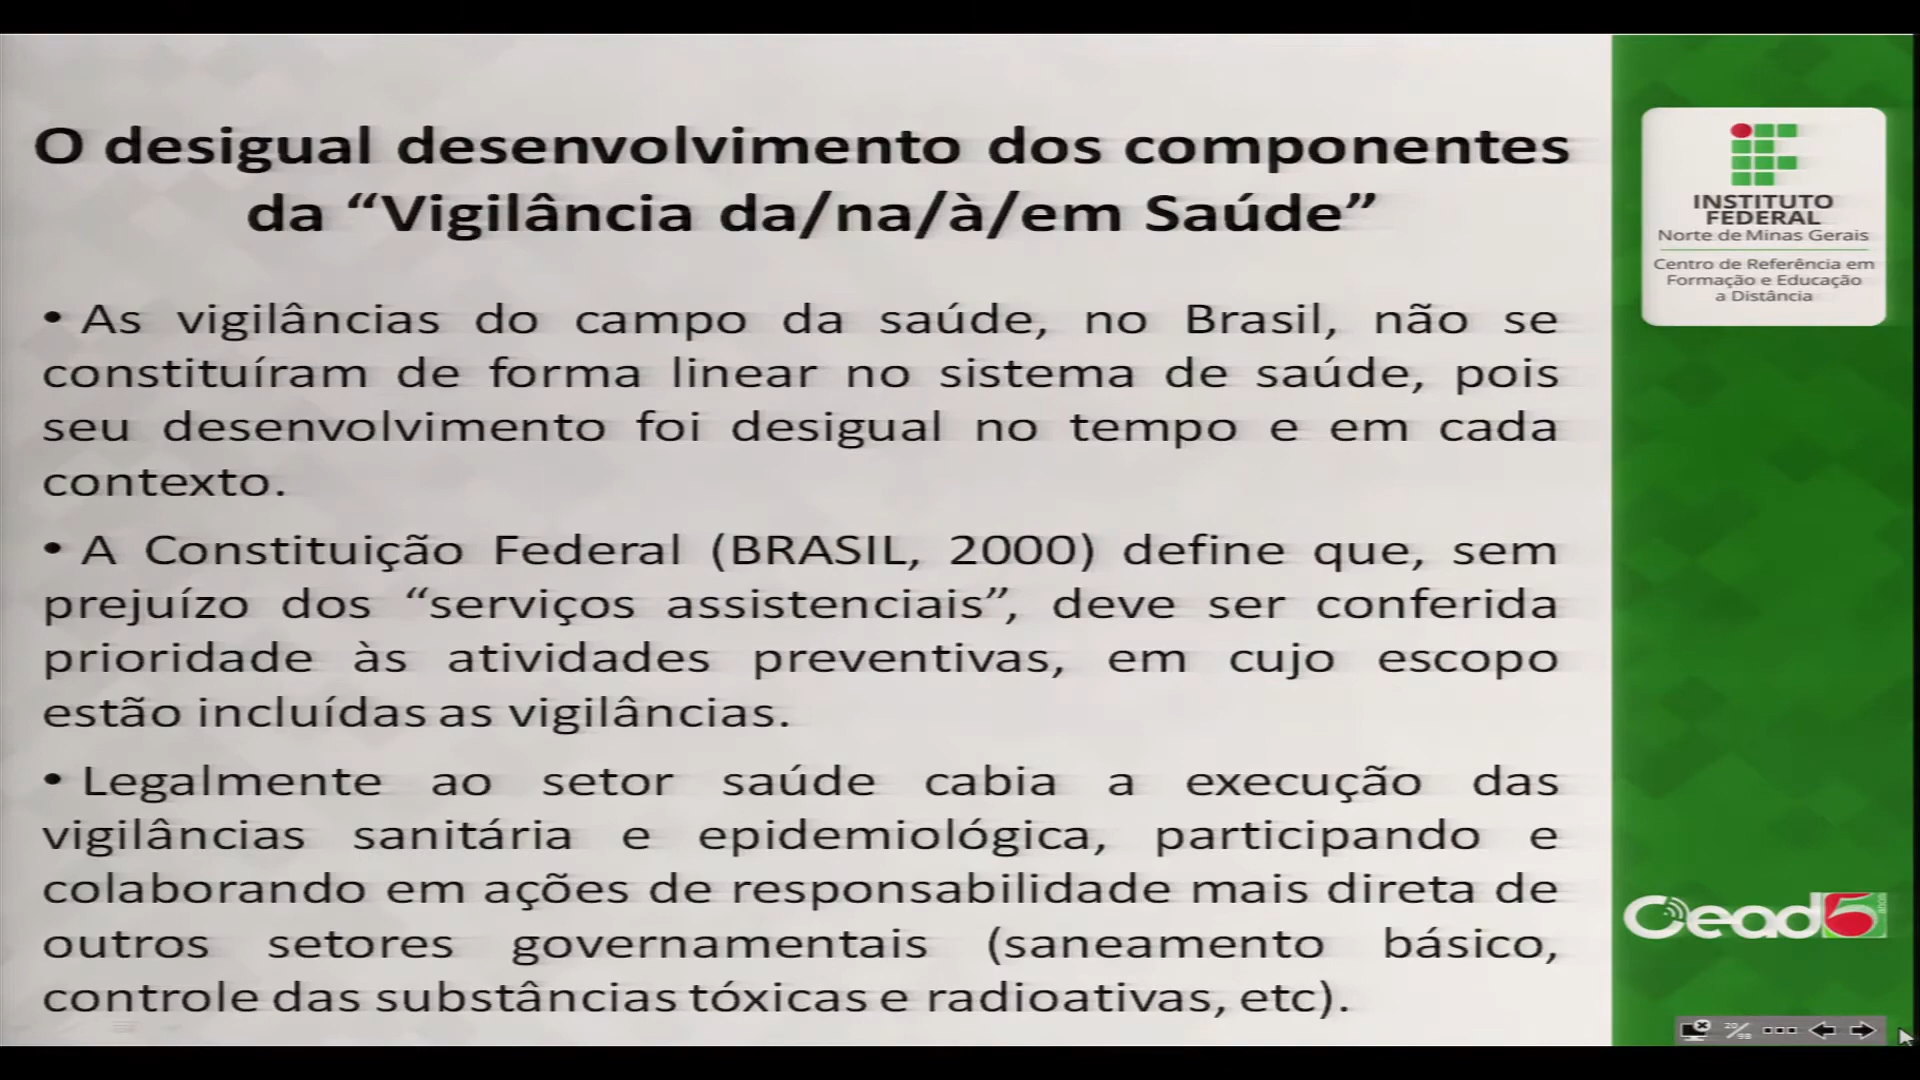 O desigual desenvolvimento dos componentes
da “Vigilância da/na/à/em Saúde”
• As vigilâncias do campo da saúde, no Brasil, não se
constituíram de forma linear no sistema de saúde, pois
seu desenvolvimento foi desigual no tempo e em cada
contexto.
• A Constituição Federal (BRASIL, 2000) define que, sem
prejuízo dos “serviços assistenciais”, deve ser conferida
prioridade às atividades preventivas, em cujo escopo
estão incluídas as vigilâncias.
• Legalmente ao setor saúde cabia a execução das
vigilâncias sanitária e epidemiológica, participando e
colaborando em ações de responsabilidade mais direta de
outros setores governamentais (saneamento básico,
controle das substâncias tóxicas e radioativas, etc).
INSTITUTO
FEDERAL
Norte de Minas Gerais
Centro de Referência em
Formação e Educação
a Distância
Cead 5 anos
20/98